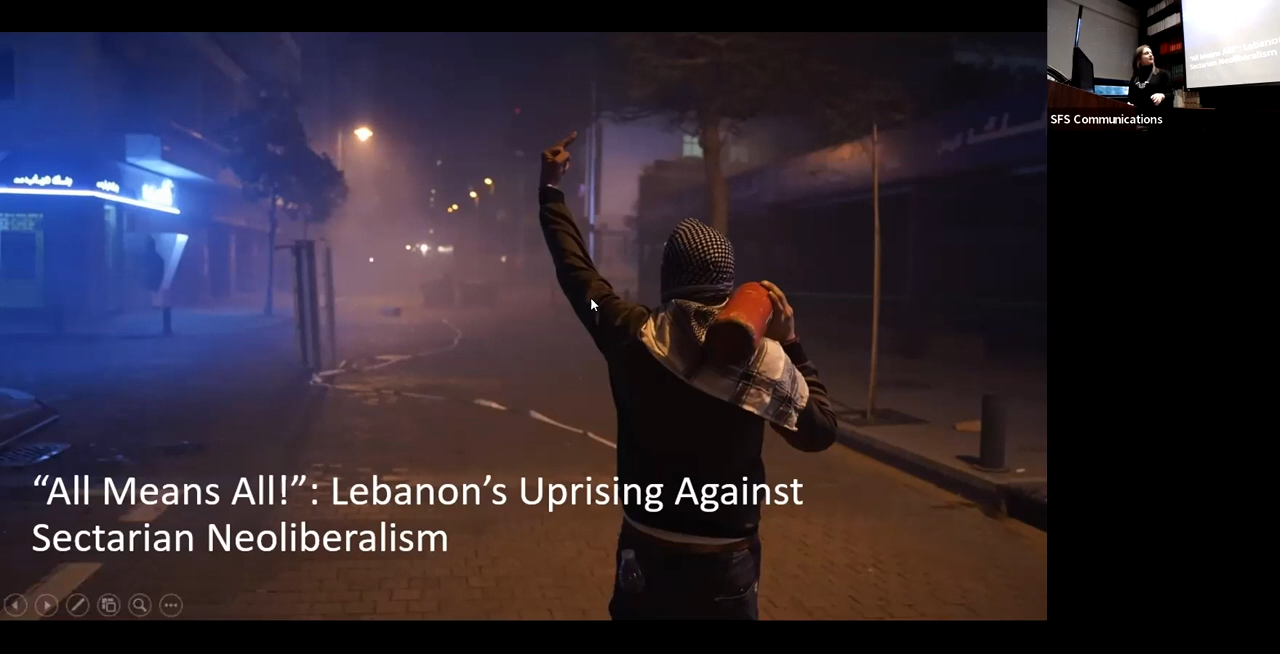 “All Means All!”: Lebanon’s Uprising Against
Sectarian Neoliberalism
SFS Communications